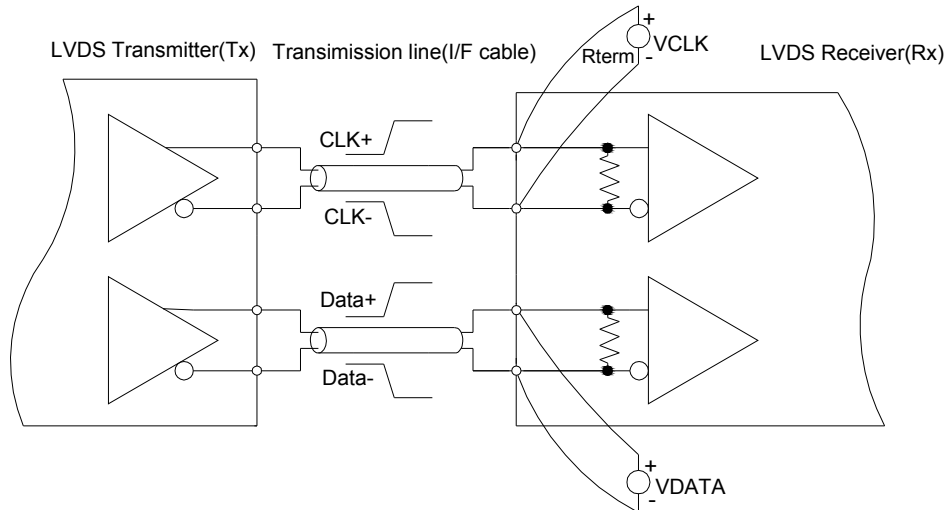 +
VCLK
-
LVDS Transmitter(Tx)
Transimission line(I/F cable)
Rterm
LVDS Receiver(Rx)
CLK+
CLK-
Data+
Data-
+
VDATA
-